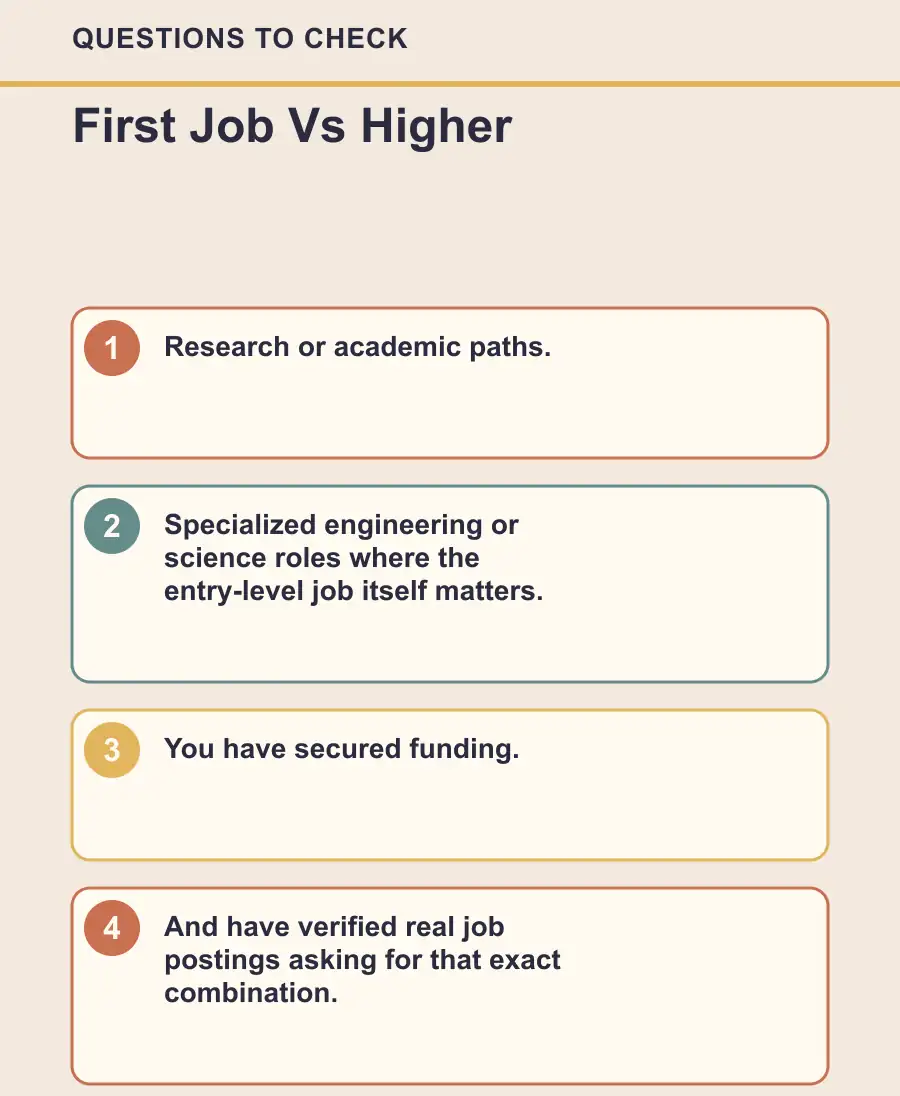 QUESTIONS TO CHECK
First Job Vs Higher
1
Research or academic paths.
2
Specialized engineering or
science roles where the
entry-level job itself matters.
3
You have secured funding.
4
And have verified real job
postings asking for that exact
combination.